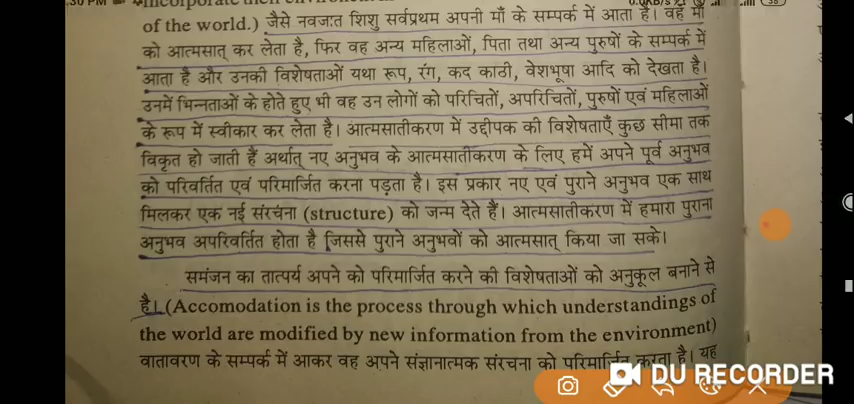 :30 PM
incorporate
of the world.) जैसे नवजात शिशु सर्वप्रथम अपनी माँ के सम्पर्क में आता है। वह माँ
को आत्मसात् कर लेता है, फिर वह अन्य महिलाओं, पिता तथा अन्य पुरुषों के सम्पर्क में
आता है और उनकी विशेषताओं यथा रूप, रंग, कद काठी, वेशभूषा आदि को देखता है।
उनमें भिन्नताओं के होते हुए भी वह उन लोगों को परिचितों, अपरिचितों, पुरुषों एवं महिलाओं
के रूप में स्वीकार कर लेता है। आत्मसातीकरण में उद्दीपक की विशेषताएँ कुछ सीमा तक
विकृत हो जाती हैं अर्थात् नए अनुभव के आत्मसातीकरण के लिए हमें अपने पूर्व अनुभव
को परिवर्तित एवं परिमार्जित करना पड़ता है। इस प्रकार नए एवं पुराने अनुभव एक साथ
मिलकर एक नई संरचना (structure) को जन्म देते हैं। आत्मसातीकरण में हमारा पुराना
अनुभव अपरिवर्तित होता है जिससे पुराने अनुभवों को आत्मसात् किया जा सके।
समंजन का तात्पर्य अपने को परिमार्जित करने की विशेषताओं को अनुकूल बनाने से
है। (Accomodation is the process through which understandings of
the world are modified by new information from the environment)
वातावरण के सम्पर्क में आकर वह अपने संज्ञानात्मक संरचना को परिमार्जित करता है। यह
DU RECORDER